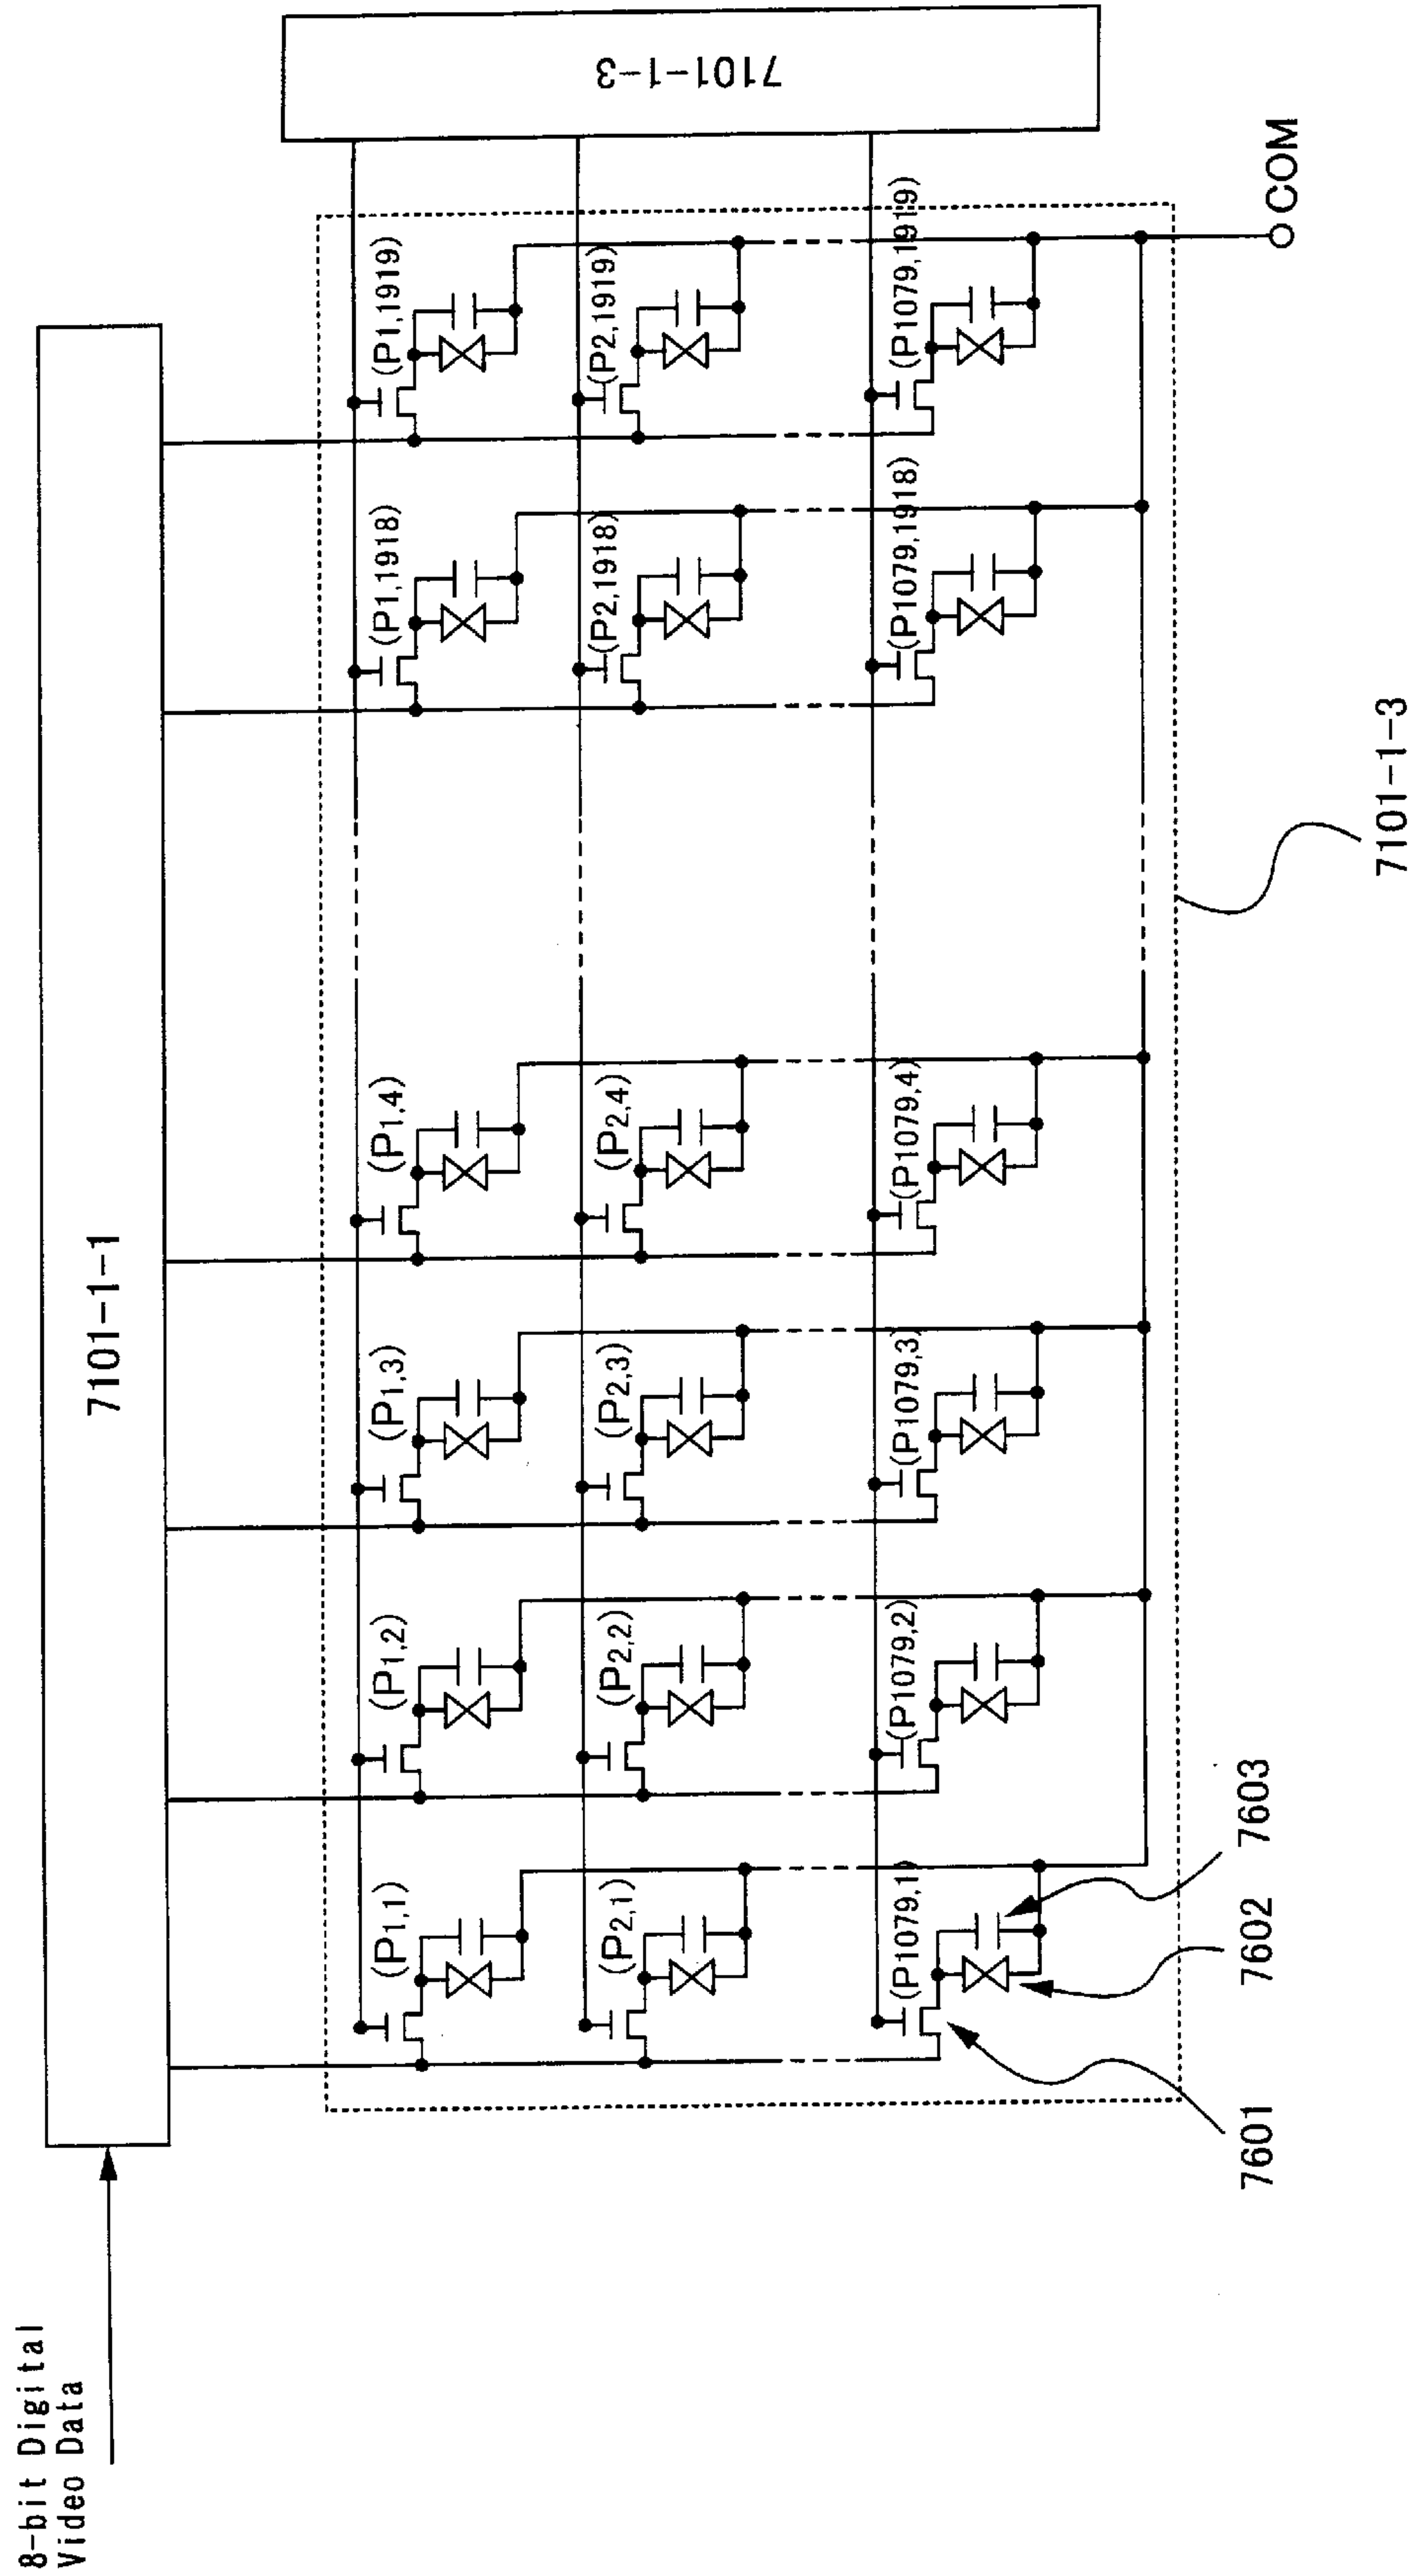 8-bit Digital
Video Data
7101-1-1
7101-1-3
(P1,1)
(P1,2)
(P1,3)
(P1,4)
(P1,1918)
(P1,1919)
(P2,1)
(P2,2)
(P2,3)
(P2,4)
(P2,1918)
(P2,1919)
(P1079,1)
(P1079,2)
(P1079,3)
(P1079,4)
(P1079,1918)
(P1079,1919)
COM
7601
7602
7603
7101-1-3